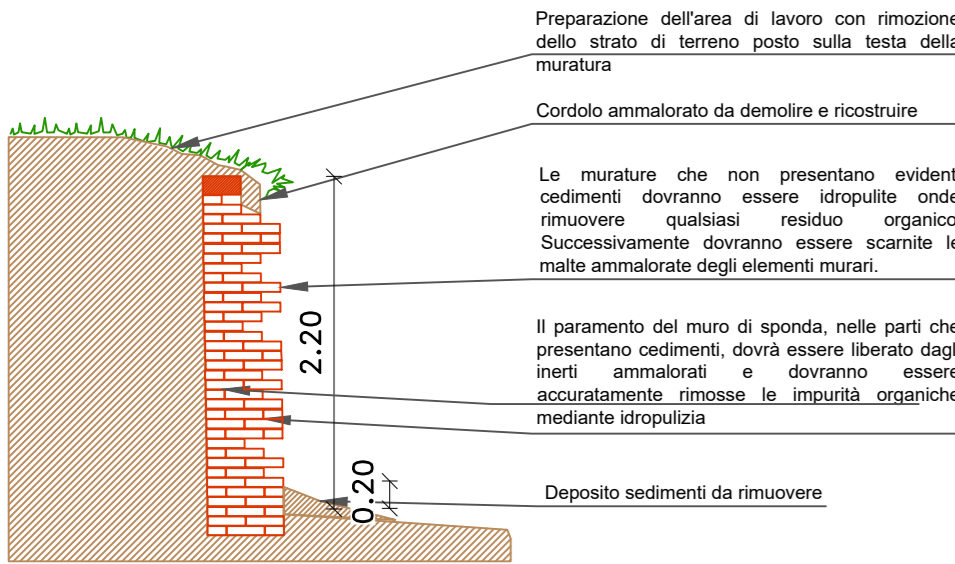 Preparazione dell'area di lavoro con rimozione
dello strato di terreno posto sulla testa della
muratura
Cordolo ammalorato da demolire e ricostruire
Le murature che non presentano evident
cedimenti dovranno essere idropulite onde
rimuovere qualsiasi residuo organico
Successivamente dovranno essere scarnite le
malte ammalorate degli elementi murari.
Il paramento del muro di sponda, nelle parti che
presentano cedimenti, dovrà essere liberato dagl
inerti ammalorati e dovranno essere
accuratamente rimosse le impurità organiche
mediante idropulizia
Deposito sedimenti da rimuovere
2.20
0.20